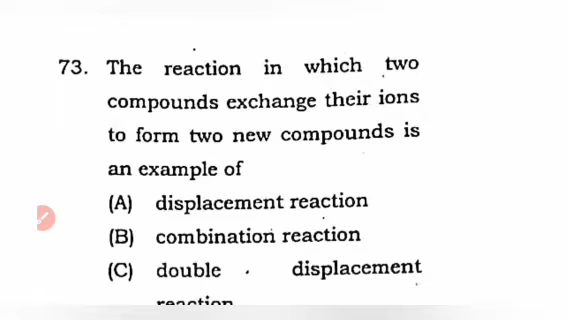 73. The reaction in which two
compounds exchange their ions
to form two new compounds is
an example of
(A) displacement reaction
(B) combination reaction
(C) double displacement
reaction